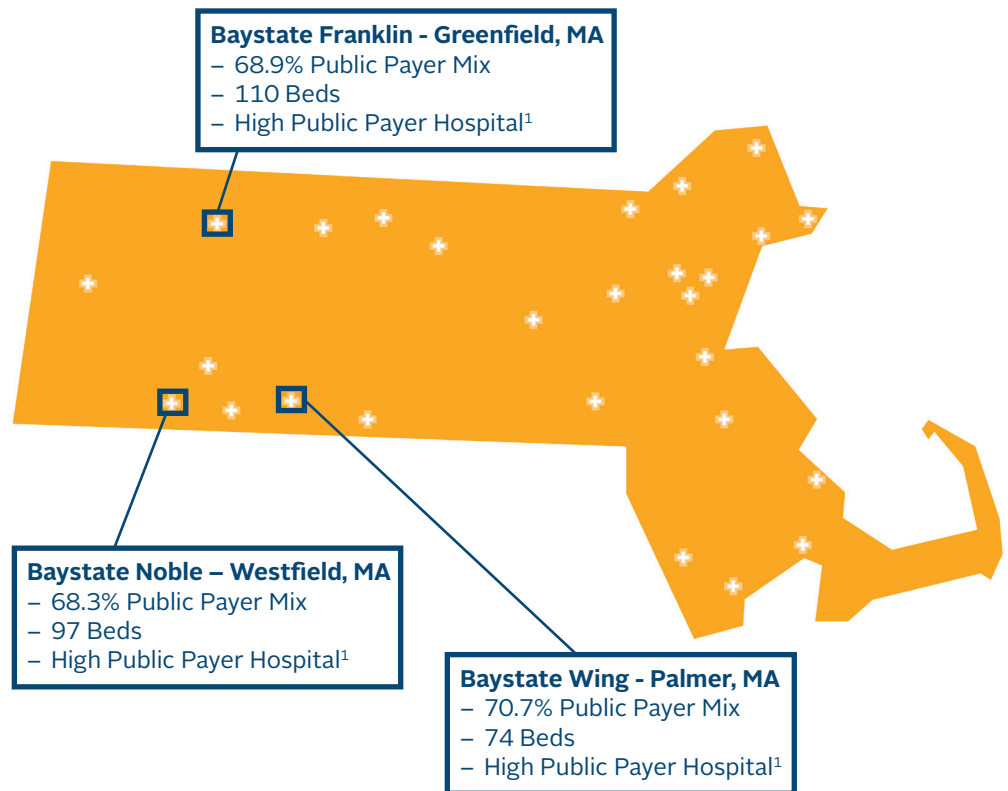 Baystate Franklin - Greenfield, MA
– 68.9% Public Payer Mix
– 110 Beds
– High Public Payer Hospital¹
Baystate Noble – Westfield, MA
– 68.3% Public Payer Mix
– 97 Beds
– High Public Payer Hospital¹
Baystate Wing - Palmer, MA
– 70.7% Public Payer Mix
– 74 Beds
– High Public Payer Hospital¹